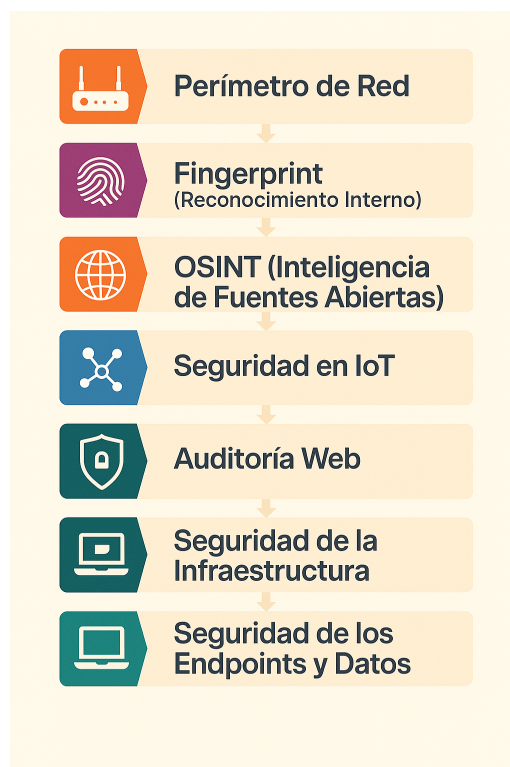 Perímetro de Red
Fingerprint
(Reconocimiento Interno)
OSINT (Inteligencia
de Fuentes Abiertas)
Seguridad en IoT
Auditoría Web
Seguridad de la
Infraestructura
Seguridad de los
Endpoints y Datos